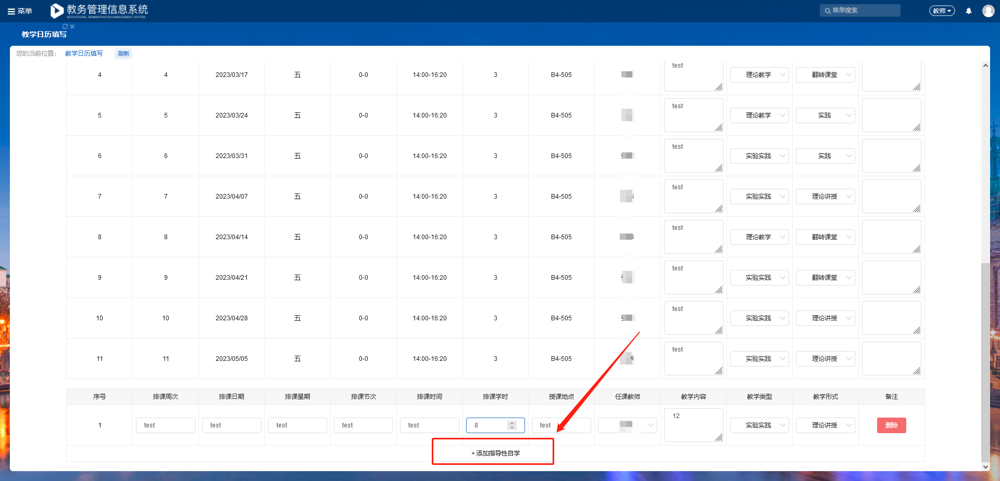 菜单
教务管理信息系统
EDUCATIONAL ADMINISTRATION MANAGEMENT SYSTEM
菜单搜索
教师
教学日历填写
您的当前位置: 教学日历填写 刷新
4 4 2023/03/17 五 0-0 14:00-16:20 3 B4-505 test 理论教学 翻转课堂
5 5 2023/03/24 五 0-0 14:00-16:20 3 B4-505 test 理论教学 实践
6 6 2023/03/31 五 0-0 14:00-16:20 3 B4-505 test 实验实践 实践
7 7 2023/04/07 五 0-0 14:00-16:20 3 B4-505 test 实验实践 理论讲授
8 8 2023/04/14 五 0-0 14:00-16:20 3 B4-505 test 理论教学 翻转课堂
9 9 2023/04/21 五 0-0 14:00-16:20 3 B4-505 test 实验实践 翻转课堂
10 10 2023/04/28 五 0-0 14:00-16:20 3 B4-505 test 实验实践 理论讲授
11 11 2023/05/05 五 0-0 14:00-16:20 3 B4-505 test 实验实践 理论讲授
序号 排课周次 排课日期 排课星期 排课节次 排课时间 排课学时 授课地点 任课教师 教学内容 教学类型 教学形式 备注
1 test test test test test 8 test 12 实验实践 理论讲授 删除
+ 添加指导性自学